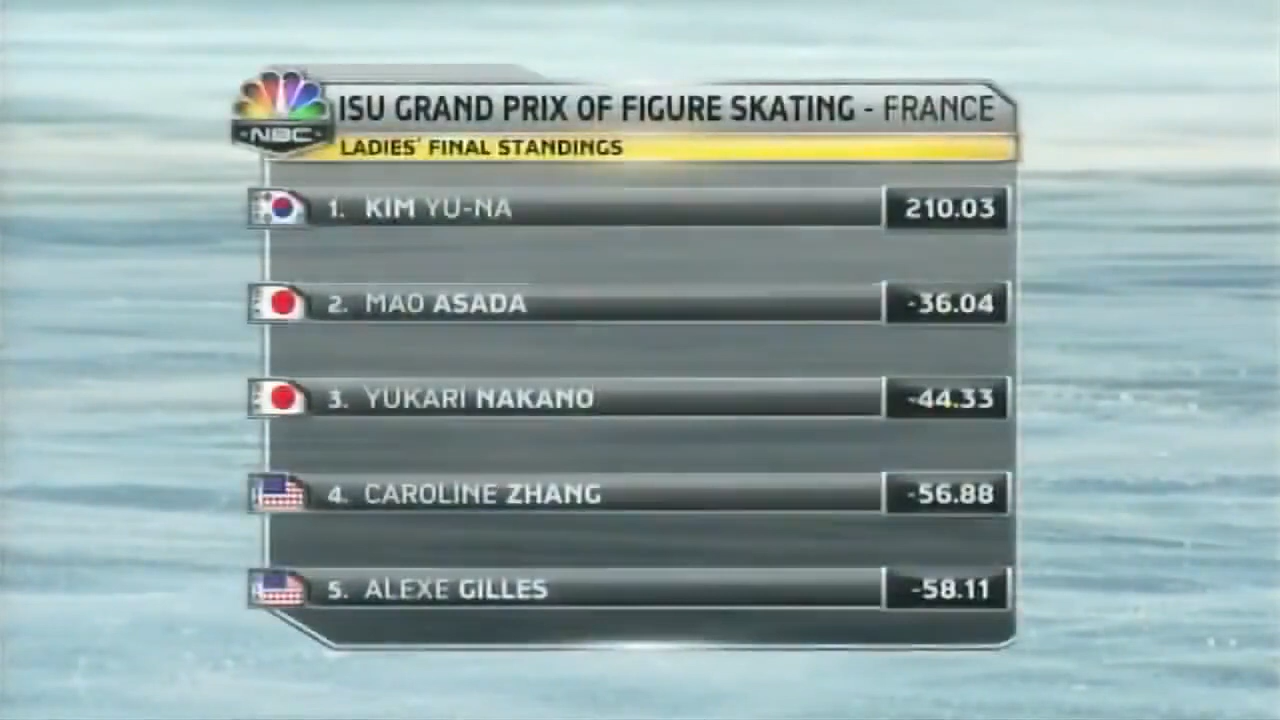 NBC
ISU GRAND PRIX OF FIGURE SKATING - FRANCE
LADIES' FINAL STANDINGS
1. KIM YU-NA 210.03
2. MAO ASADA -36.04
3. YUKARI NAKANO -44.33
4. CAROLINE ZHANG -56.88
5. ALEXE GILLES -58.11